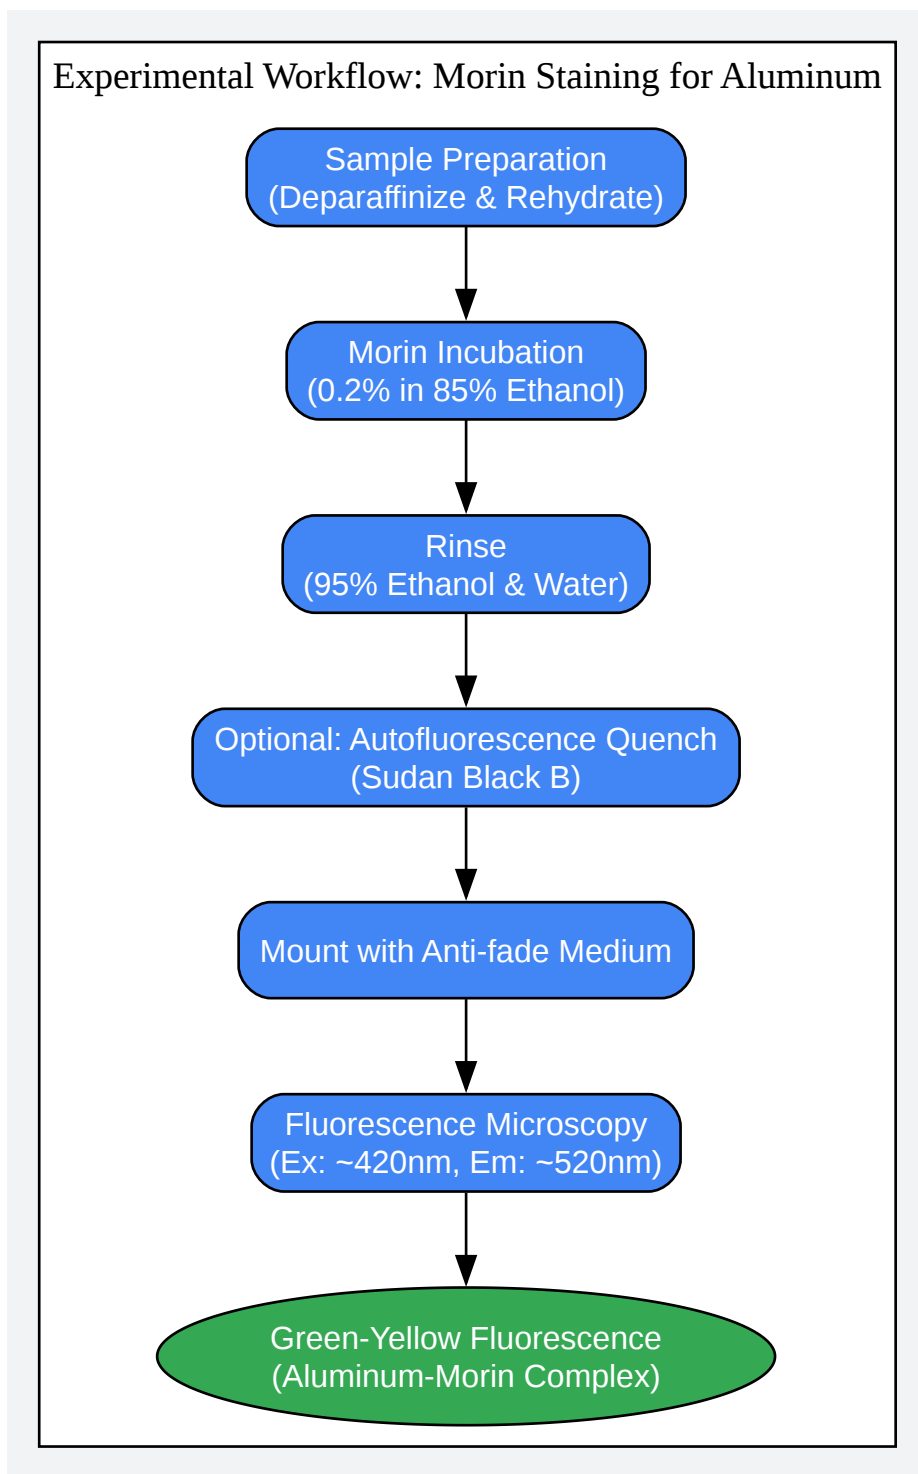 Experimental Workflow: Morin Staining for Aluminum
Sample Preparation
(Deparaffinize & Rehydrate)
Morin Incubation
(0.2% in 85% Ethanol)
Rinse
(95% Ethanol & Water)
Optional: Autofluorescence Quench
(Sudan Black B)
Mount with Anti-fade Medium
Fluorescence Microscopy
(Ex: ~420nm, Em: ~520nm)
Green-Yellow Fluorescence
(Aluminum-Morin Complex)